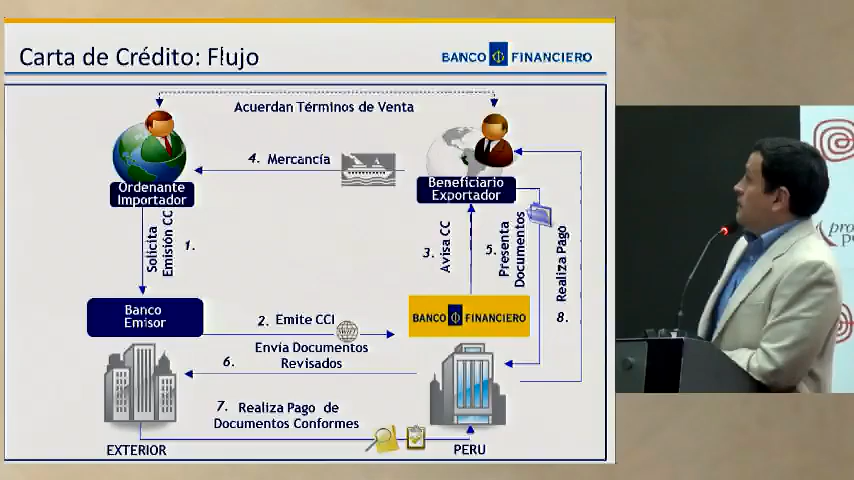 Carta de Crédito: Flujo
BANCO FINANCIERO
Acuerdan Términos de Venta
4. Mercancía
Ordenante
Importador
Beneficiario
Exportador
Solicita
Emisión CC
1.
3. Avisa CC
5. Presenta
Documentos
Realiza Pago
8.
Banco
Emisor
2. Emite CCI
BANCO FINANCIERO
Envía Documentos
6. Revisados
7. Realiza Pago de
Documentos Conformes
EXTERIOR
PERU